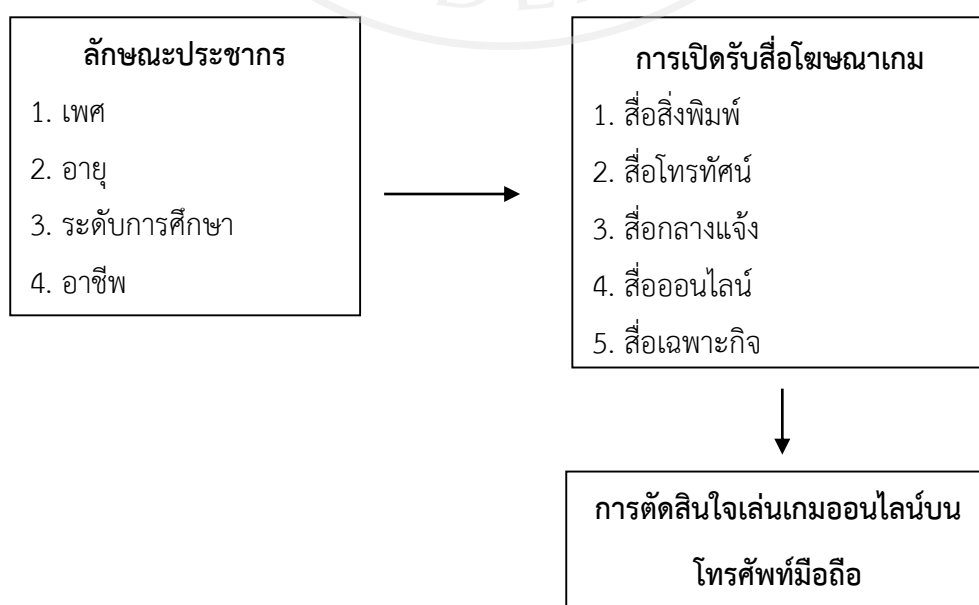 ลักษณะประชากร
1. เพศ
2. อายุ
3. ระดับการศึกษา
4. อาชีพ
การเปิดรับสื่อโฆษณาเกม
1. สื่อสิ่งพิมพ์
2. สื่อโทรทัศน์
3. สื่อกลางแจ้ง
4. สื่อออนไลน์
5. สื่อเฉพาะกิจ
การตัดสินใจเล่นเกมออนไลน์บน
โทรศัพท์มือถือ